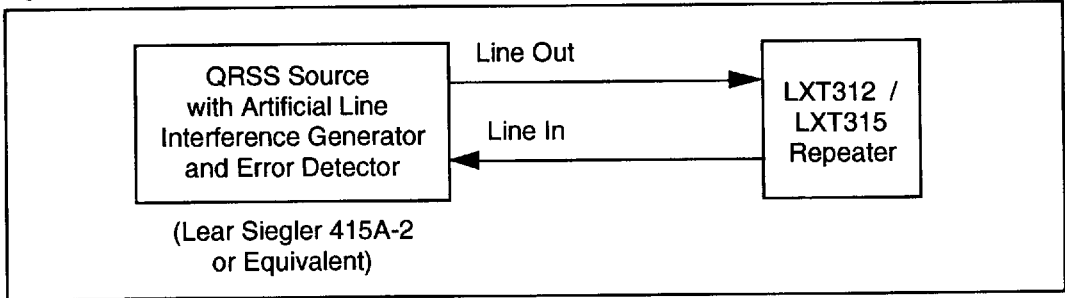 QRSS Source
with Artificial Line
Interference Generator
and Error Detector
(Lear Siegler 415A-2
or Equivalent)
Line Out
Line In
LXT312 /
LXT315
Repeater